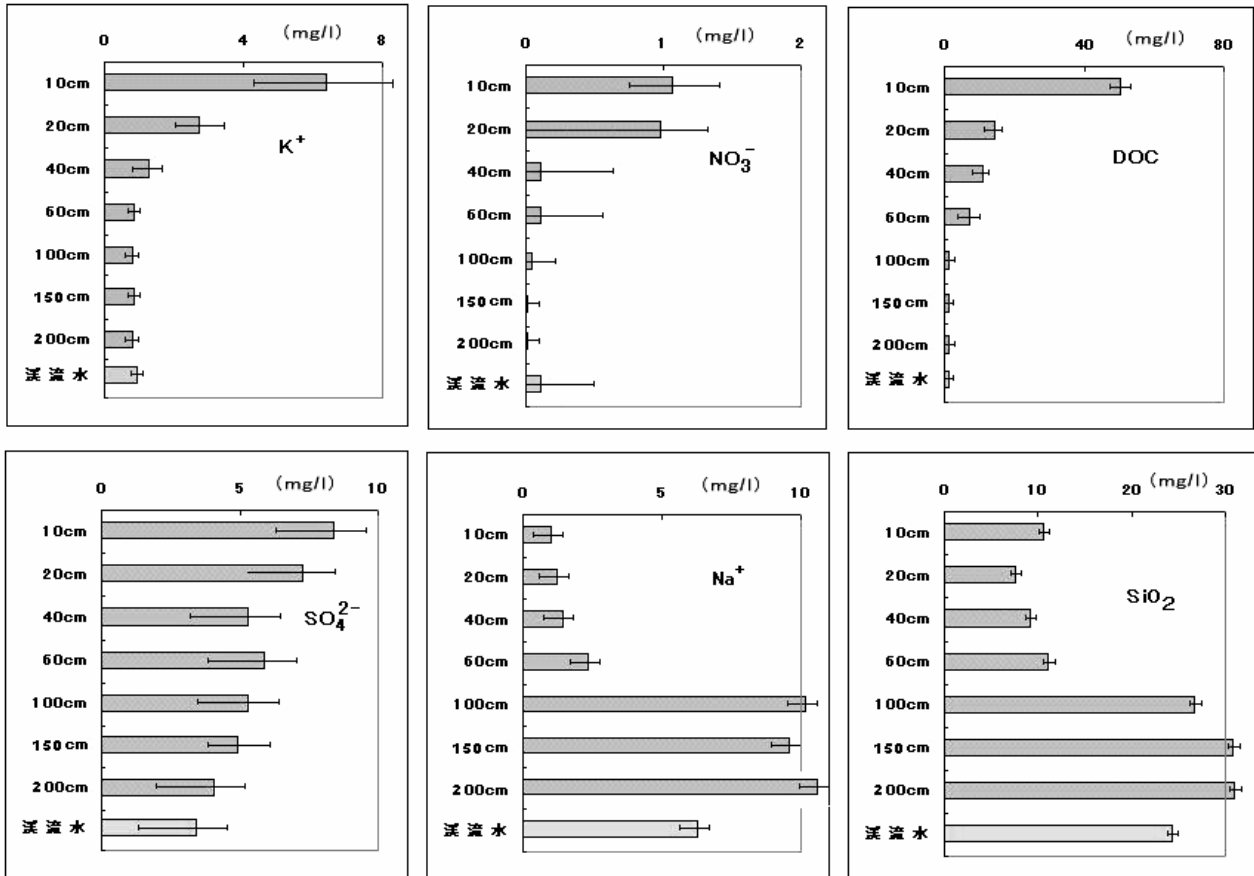 0 4 (mg/l) 8
10cm
20cm
K⁺
40cm
60cm
100cm
150cm
200cm
渓流水
0 1 (mg/l) 2
10cm
20cm
NO₃⁻
40cm
60cm
100cm
150cm
200cm
渓流水
0 40 (mg/l) 80
10cm
20cm
DOC
40cm
60cm
100cm
150cm
200cm
渓流水
0 5 (mg/l) 10
10cm
20cm
40cm
SO₄²⁻
60cm
100cm
150cm
200cm
渓流水
0 5 (mg/l) 10
10cm
20cm
Na⁺
40cm
60cm
100cm
150cm
200cm
渓流水
0 10 20 (mg/l) 30
10cm
20cm
SiO₂
40cm
60cm
100cm
150cm
200cm
渓流水